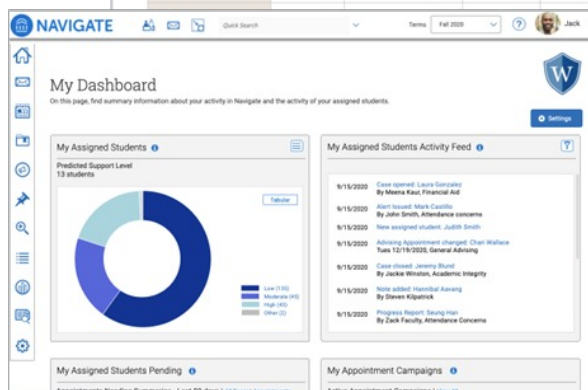 NAVIGATE
Quick Search
Terms
Fall 2020
?
Jack
My Dashboard
On this page, find summary information about your activity in Navigate and the activity of your assigned students.
W
Settings
My Assigned Students
Predicted Support Level
13 students
Tabular
Low (135)
Moderate (45)
High (45)
Other (2)
My Assigned Students Activity Feed
9/15/2020 Case opened: Laura Gonzalez
By Meena Kaur, Financial Aid
9/15/2020 Alert Issued: Mark Castillo
By John Smith, Attendance concerns
9/15/2020 New assigned student: Judith Smith
9/15/2020 Advising Appointment changed: Chan Wallace
Tues 12/19/2020, General Advising
9/15/2020 Case closed: Jeremy Blund
By Jackie Winston, Academic Integrity
9/15/2020 Note added: Hannibal Aavang
By Steven Kilpatrick
9/15/2020 Progress Report: Seung Han
By Zack Faculty, Attendance Concerns
My Assigned Students Pending
My Appointment Campaigns